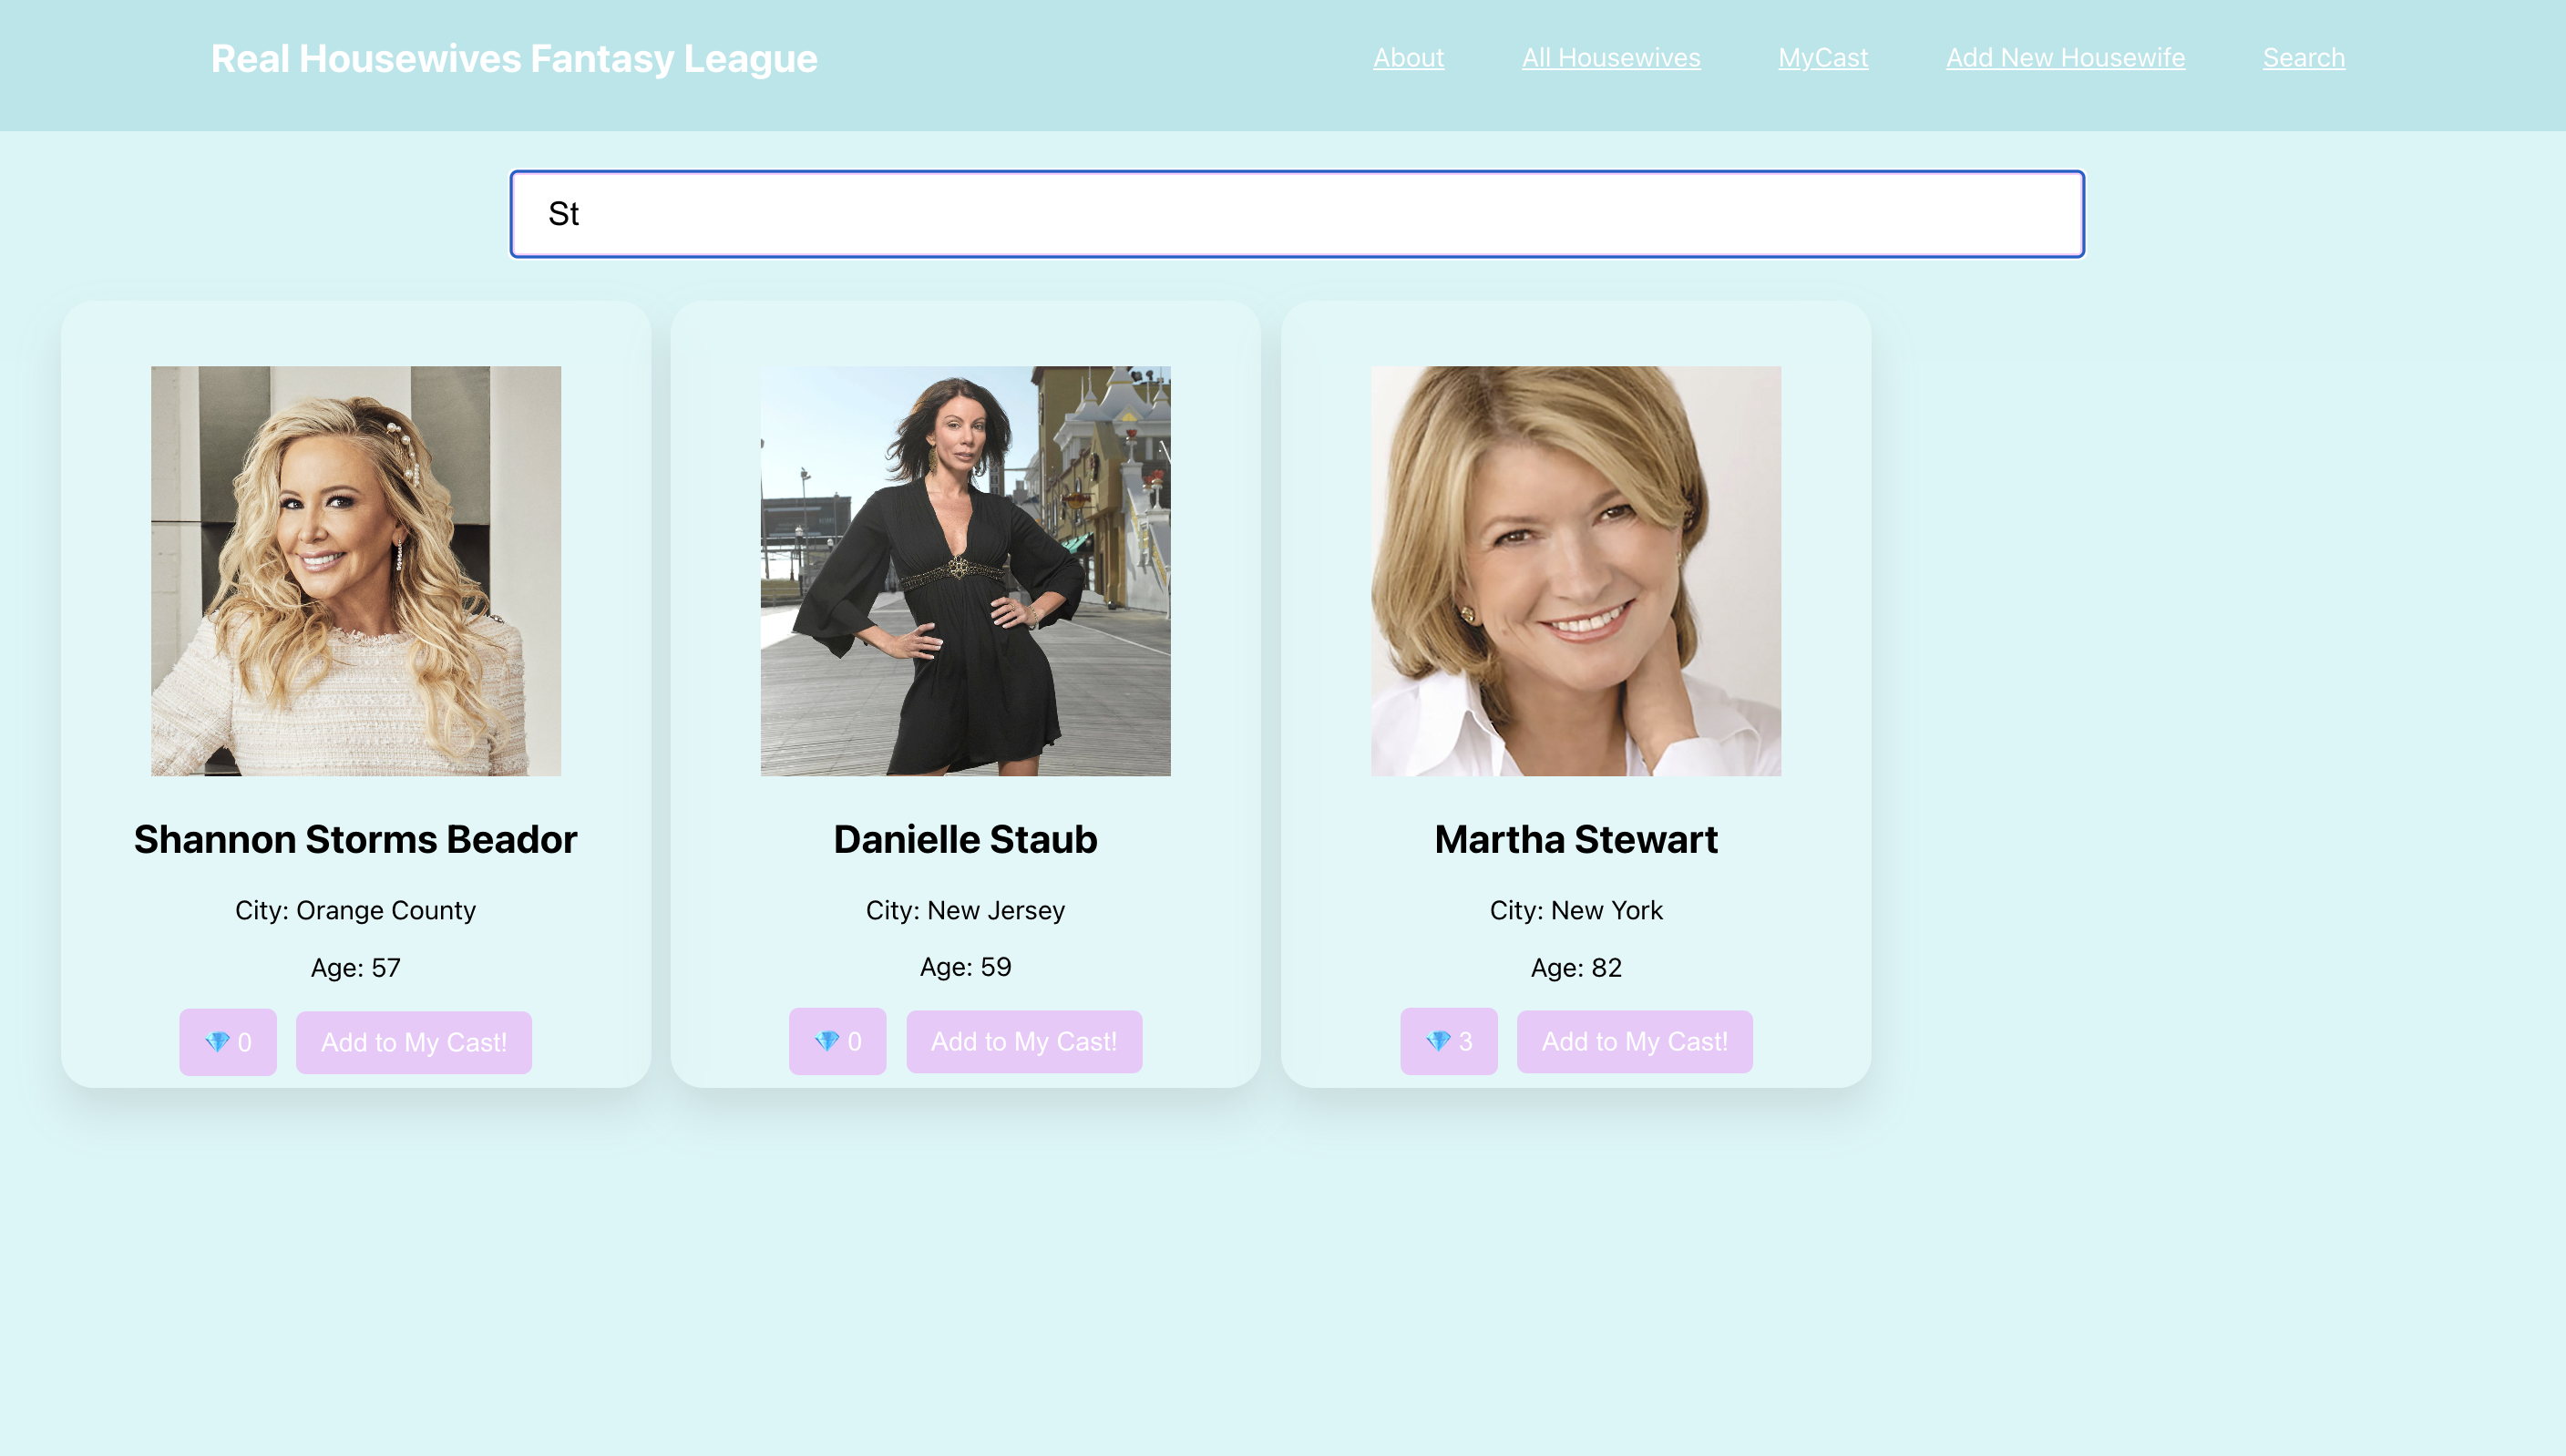 Real Housewives Fantasy League
About All Housewives MyCast Add New Housewife Search
St
Shannon Storms Beador
City: Orange County
Age: 57
💎 0 Add to My Cast!
Danielle Staub
City: New Jersey
Age: 59
💎 0 Add to My Cast!
Martha Stewart
City: New York
Age: 82
💎 3 Add to My Cast!